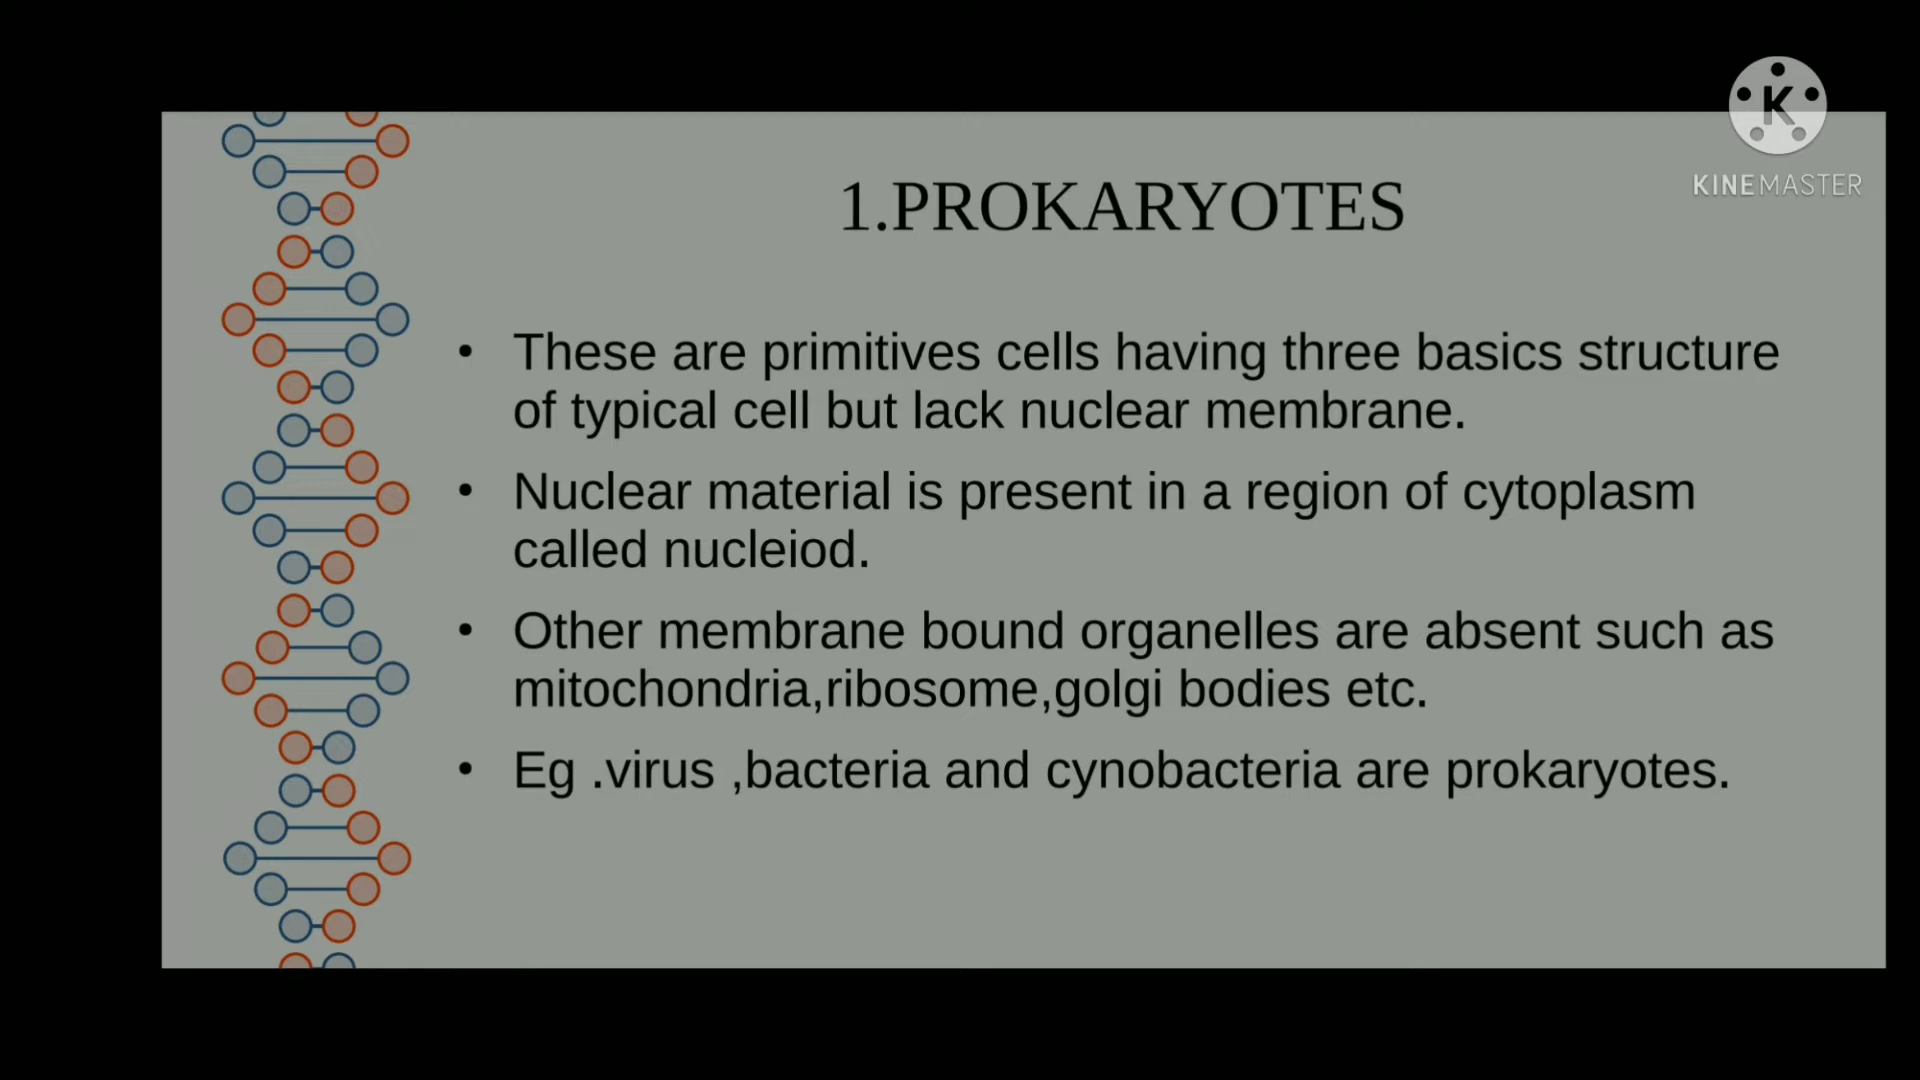 K
KINEMASTER
1.PROKARYOTES
• These are primitives cells having three basics structure
of typical cell but lack nuclear membrane.
• Nuclear material is present in a region of cytoplasm
called nucleiod.
• Other membrane bound organelles are absent such as
mitochondria,ribosome,golgi bodies etc.
• Eg .virus ,bacteria and cynobacteria are prokaryotes.